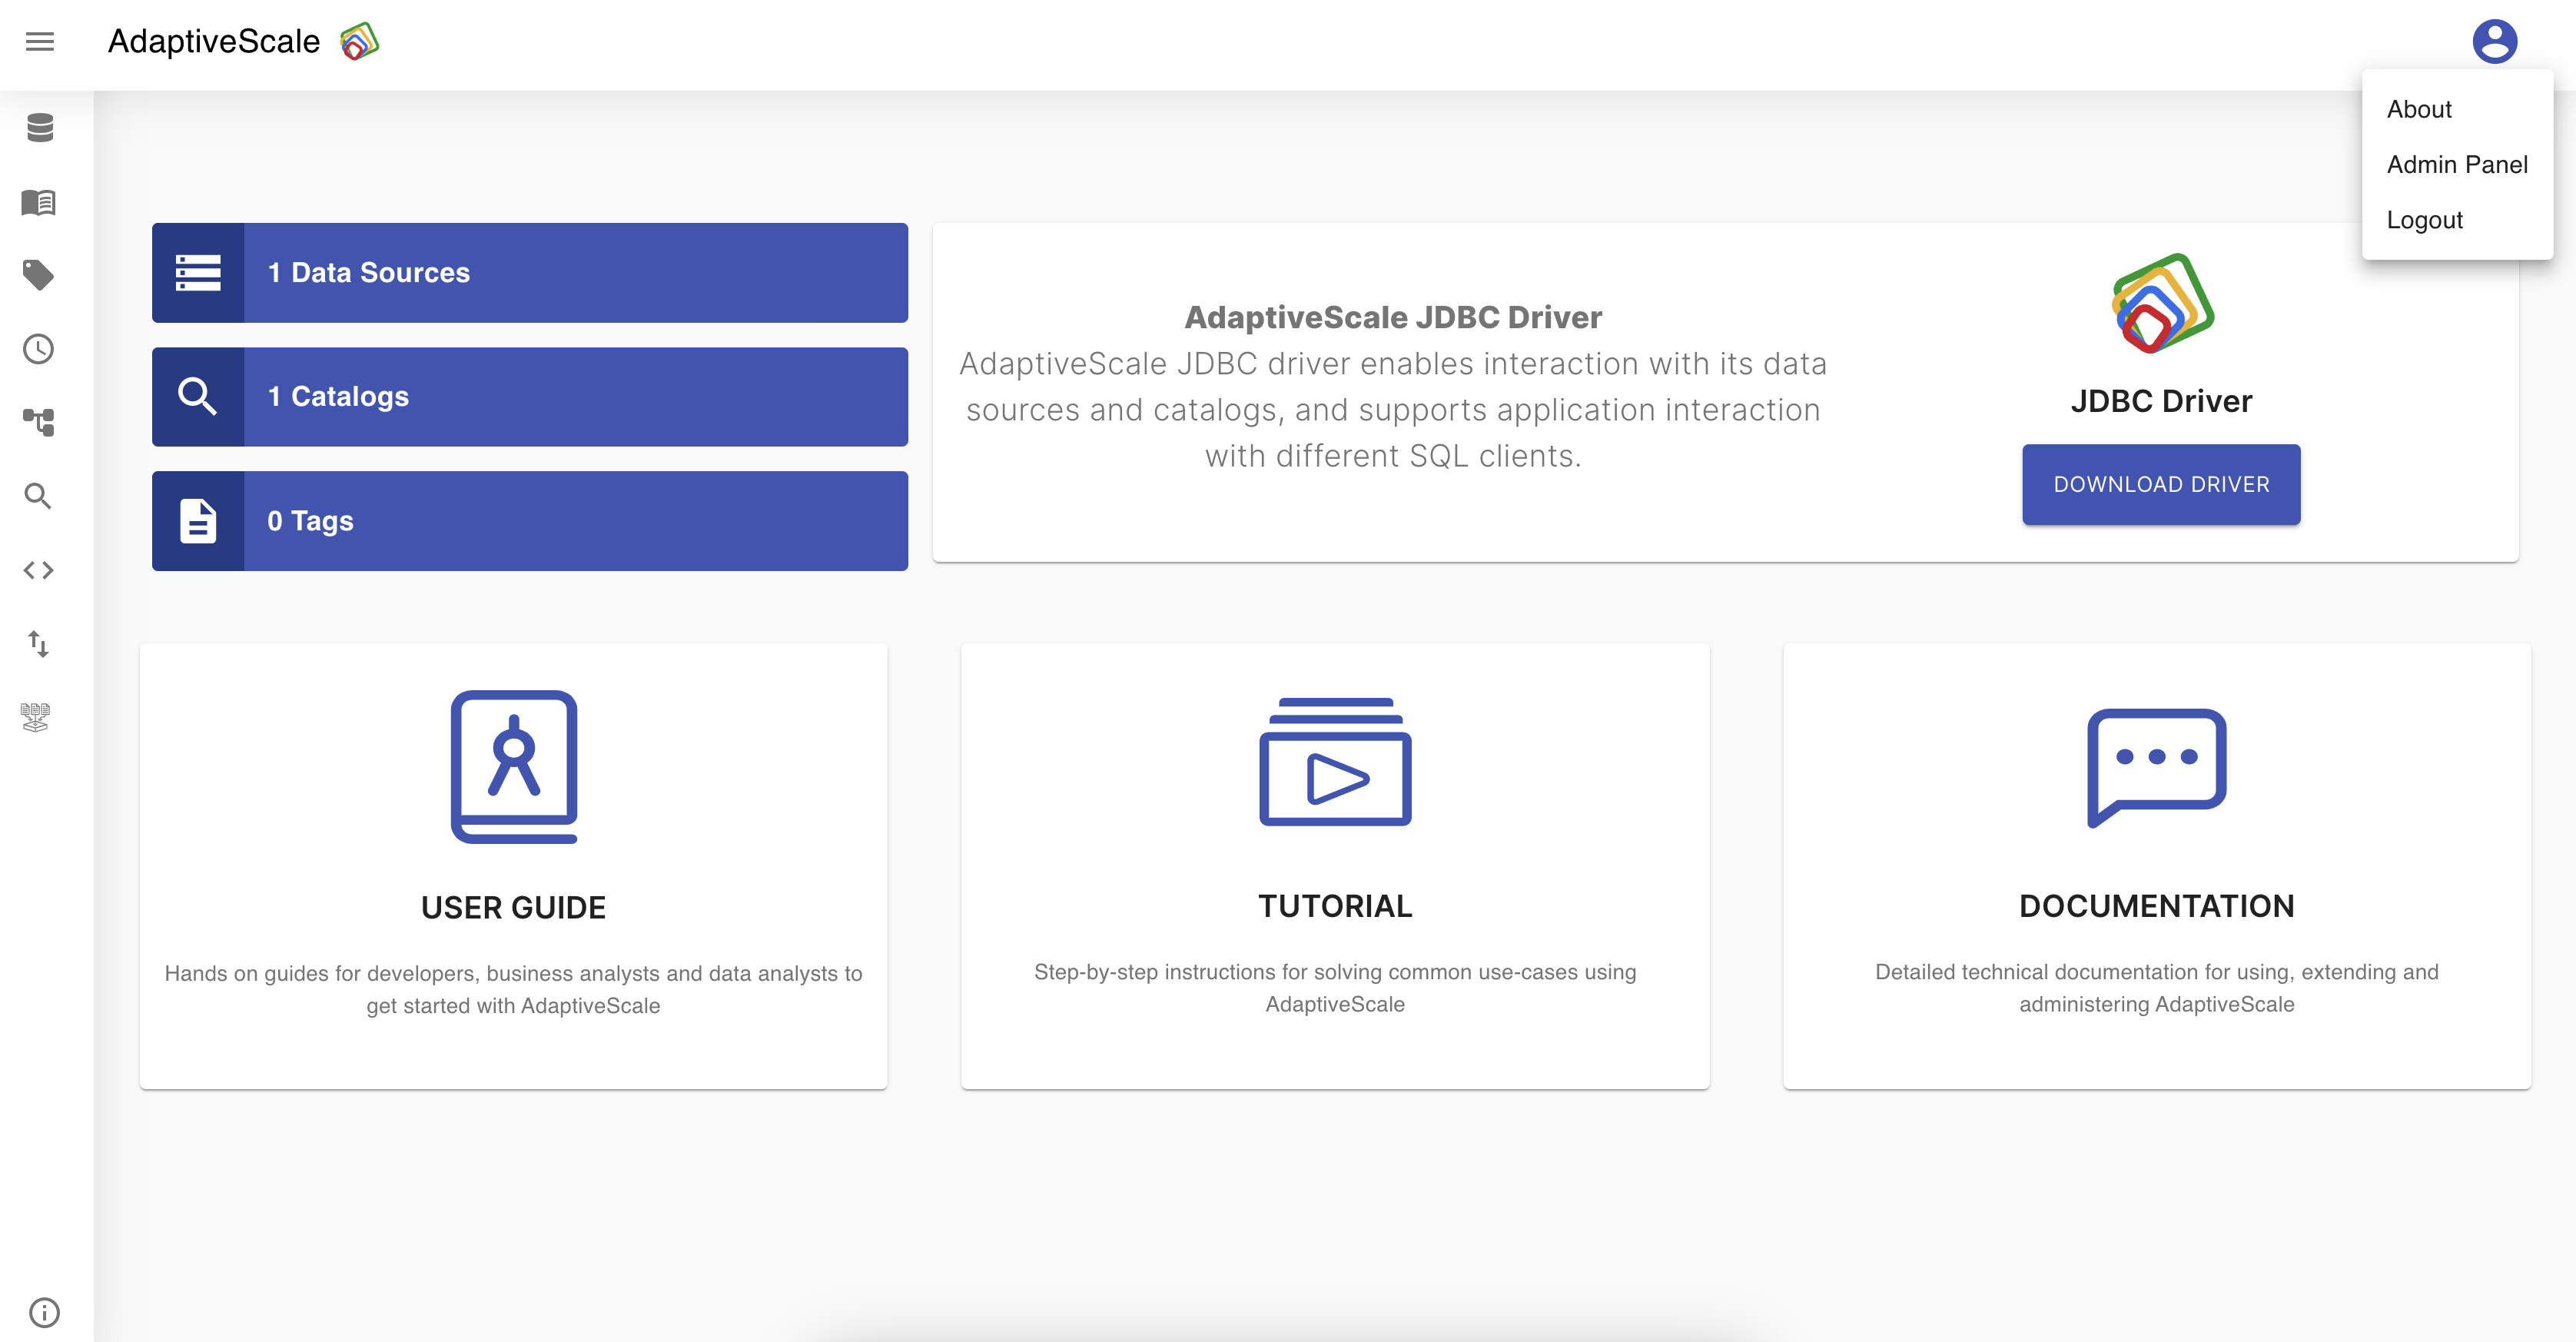 AdaptiveScale
About
Admin Panel
Logout
1 Data Sources
1 Catalogs
0 Tags
AdaptiveScale JDBC Driver
AdaptiveScale JDBC driver enables interaction with its data
sources and catalogs, and supports application interaction
with different SQL clients.
JDBC Driver
DOWNLOAD DRIVER
USER GUIDE
Hands on guides for developers, business analysts and data analysts to
get started with AdaptiveScale
TUTORIAL
Step-by-step instructions for solving common use-cases using
AdaptiveScale
DOCUMENTATION
Detailed technical documentation for using, extending and
administering AdaptiveScale